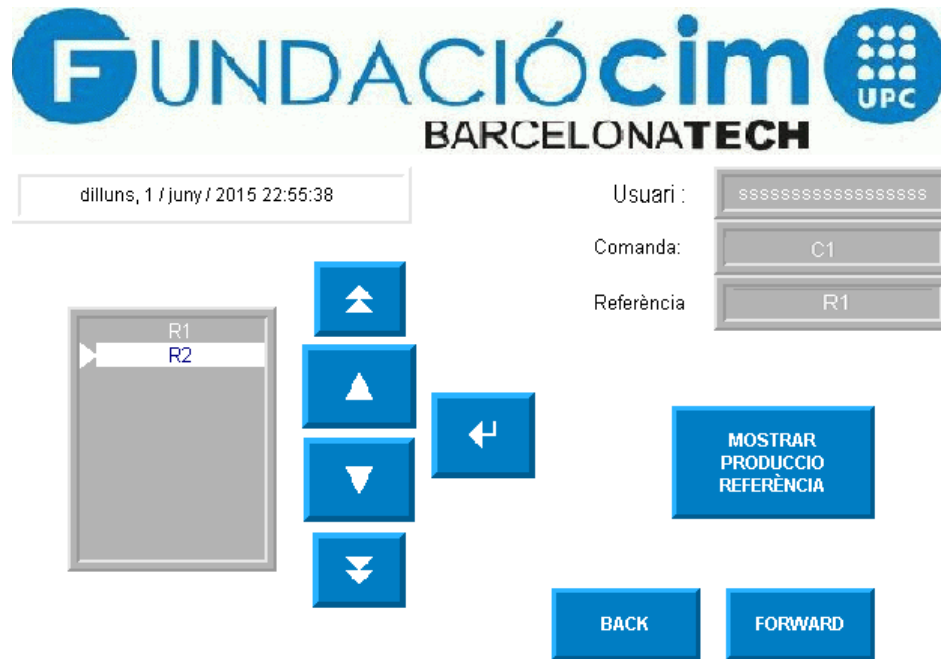 FUNDACIÓcim
UPC
BARCELONATECH
dilluns, 1 / juny / 2015 22:55:38
Usuari :
ssssssssssssssssss
Comanda:
C1
Referència
R1
R1
R2
MOSTRAR
PRODUCCIO
REFERÈNCIA
BACK
FORWARD